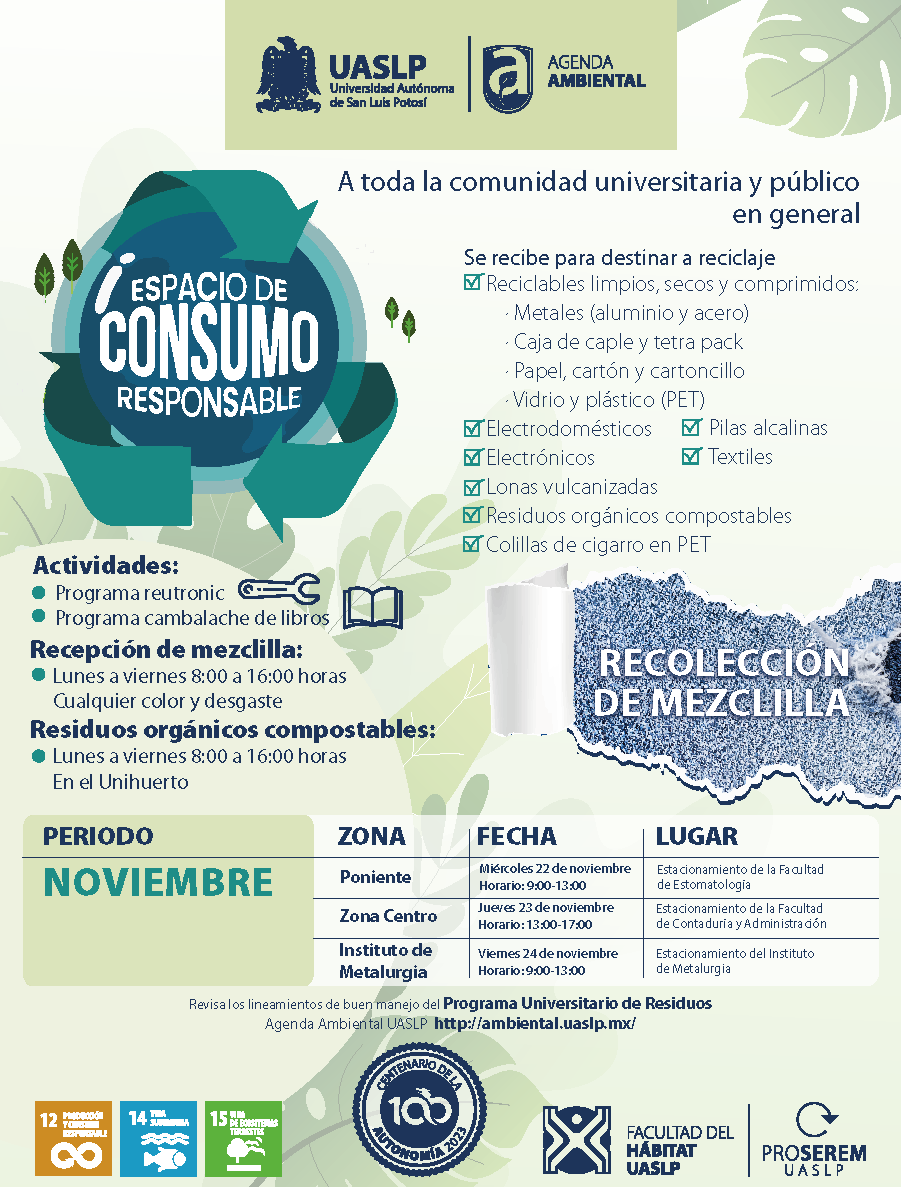 UASLP
Universidad Autónoma
de San Luis Potosí
AGENDA
AMBIENTAL
A toda la comunidad universitaria y público
en general
¡ESPACIO DE
CONSUMO
RESPONSABLE
Se recibe para destinar a reciclaje
Reciclables limpios, secos y comprimidos:
· Metales (aluminio y acero)
· Caja de caple y tetra pack
· Papel, cartón y cartoncillo
· Vidrio y plástico (PET)
Electrodomésticos
Pilas alcalinas
Electrónicos
Textiles
Lonas vulcanizadas
Residuos orgánicos compostables
Colillas de cigarro en PET
Actividades:
Programa reutronic
Programa cambalache de libros
Recepción de mezclilla:
Lunes a viernes 8:00 a 16:00 horas
Cualquier color y desgaste
Residuos orgánicos compostables:
Lunes a viernes 8:00 a 16:00 horas
En el Unihuerto
RECOLECCIÓN
DE MEZCLILLA
PERIODO ZONA FECHA LUGAR
NOVIEMBRE
Poniente
Miércoles 22 de noviembre
Horario: 9:00-13:00
Estacionamiento de la Facultad
de Estomatología
Zona Centro
Jueves 23 de noviembre
Horario: 13:00-17:00
Estacionamiento de la Facultad
de Contaduría y Administración
Instituto de
Metalurgia
Viernes 24 de noviembre
Horario: 9:00-13:00
Estacionamiento del Instituto
de Metalurgia
Revisa los lineamientos de buen manejo del Programa Universitario de Residuos
Agenda Ambiental UASLP http://ambiental.uaslp.mx/
CENTENARIO DE LA
100
AUTONOMÍA 2023
12 PRODUCCIÓN
Y CONSUMO
RESPONSABLE
14 VIDA
SUBMARINA
15 VIDA
DE ECOSISTEMAS
TERRESTRES
FACULTAD DEL
HÁBITAT
UASLP
PROSEREM
UASLP